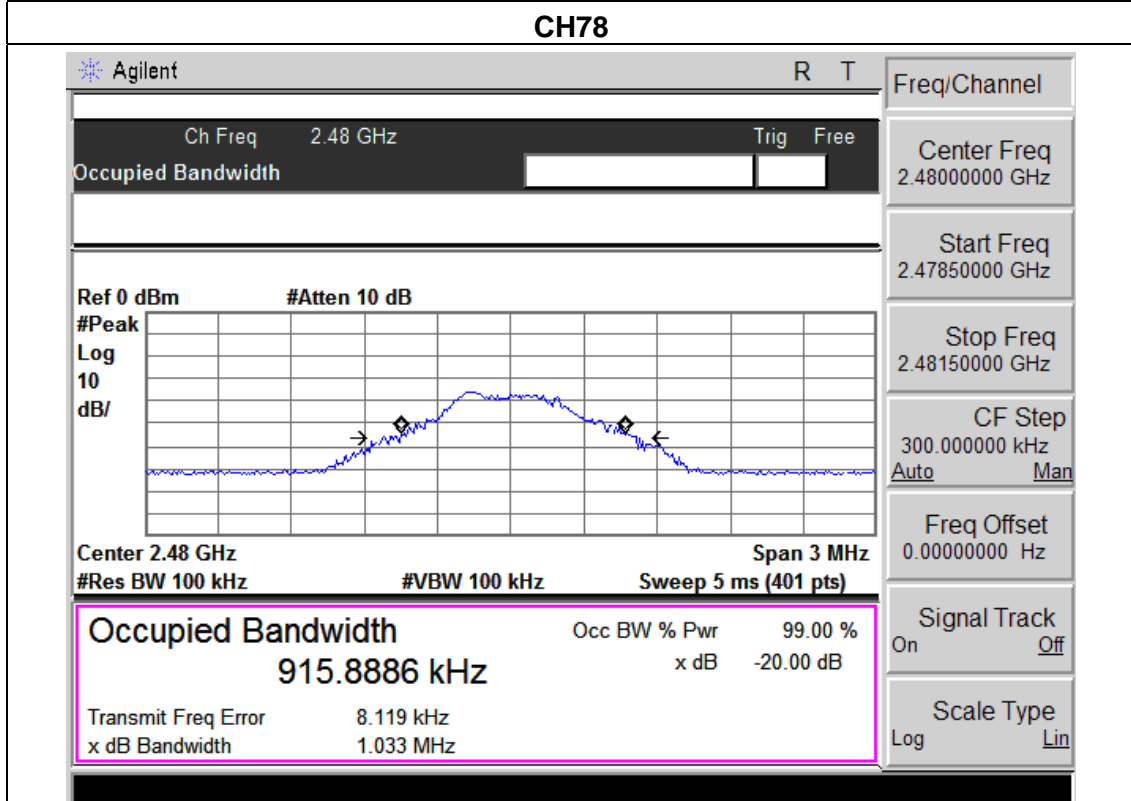 CH78
Agilent
R T
Ch Freq 2.48 GHz Trig Free
Occupied Bandwidth
Ref 0 dBm #Atten 10 dB
#Peak
Log
10
dB/
Center 2.48 GHz Span 3 MHz
#Res BW 100 kHz #VBW 100 kHz Sweep 5 ms (401 pts)
Occupied Bandwidth
915.8886 kHz
Occ BW % Pwr 99.00 %
x dB -20.00 dB
Transmit Freq Error 8.119 kHz
x dB Bandwidth 1.033 MHz
Freq/Channel
Center Freq
2.48000000 GHz
Start Freq
2.47850000 GHz
Stop Freq
2.48150000 GHz
CF Step
300.000000 kHz
Auto Man
Freq Offset
0.00000000 Hz
Signal Track
On Off
Scale Type
Log Lin